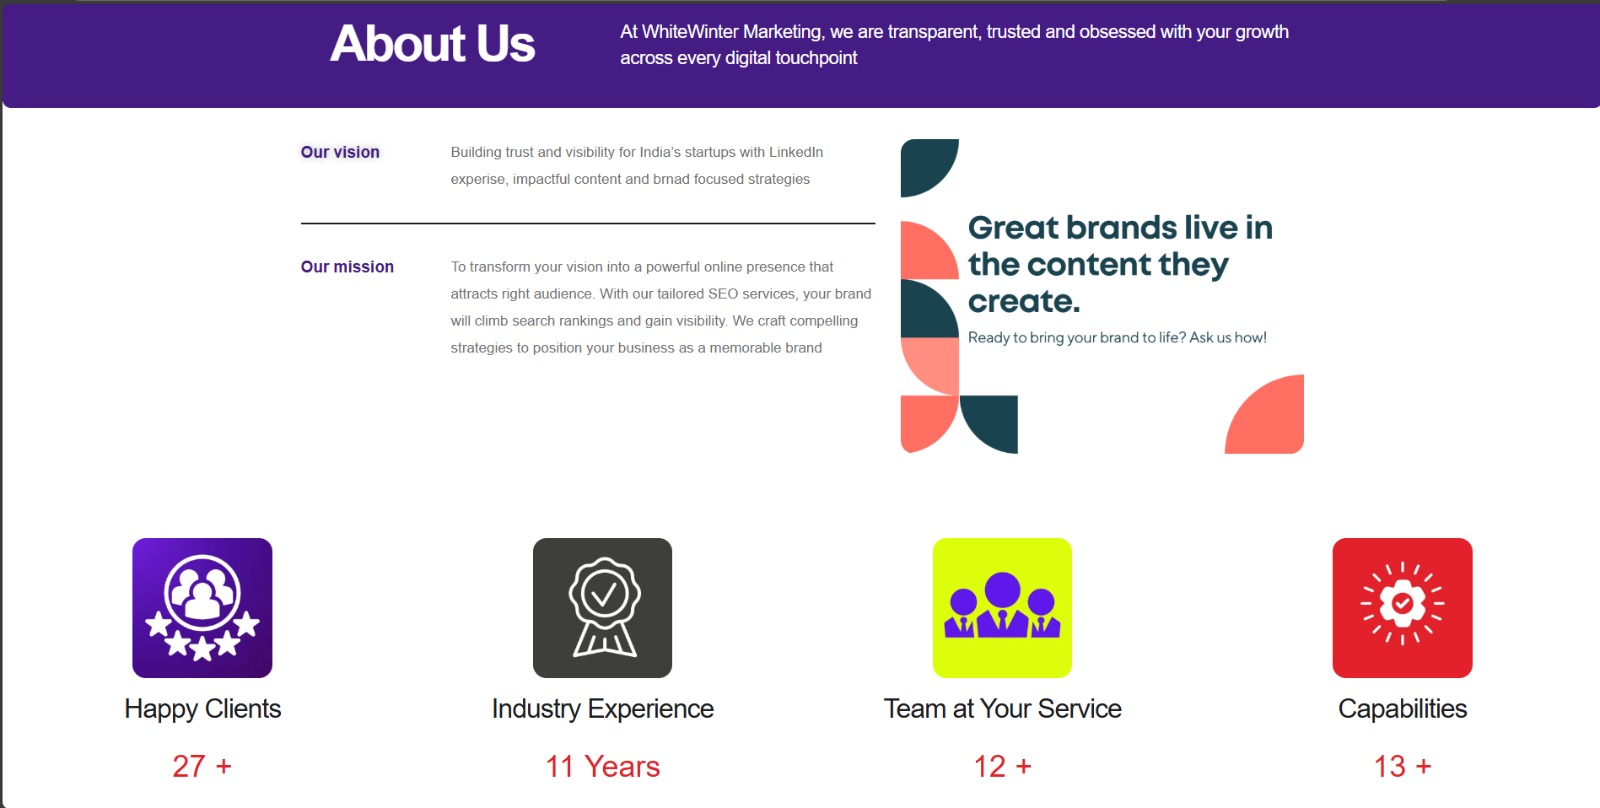 About Us
At WhiteWinter Marketing, we are transparent, trusted and obsessed with your growth
across every digital touchpoint
Our vision
Building trust and visibility for India's startups with LinkedIn
experise, impactful content and brnad focused strategies
Our mission
To transform your vision into a powerful online presence that
attracts right audience. With our tailored SEO services, your brand
will climb search rankings and gain visibility. We craft compelling
strategies to position your business as a memorable brand
Great brands live in
the content they
create.
Ready to bring your brand to life? Ask us how!
Happy Clients
27 +
Industry Experience
11 Years
Team at Your Service
12 +
Capabilities
13 +